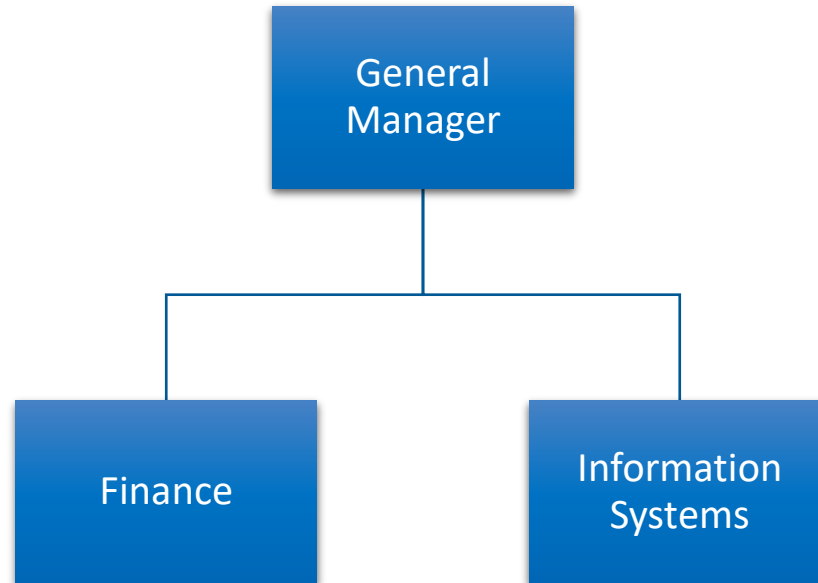 General
Manager
Finance
Information
Systems